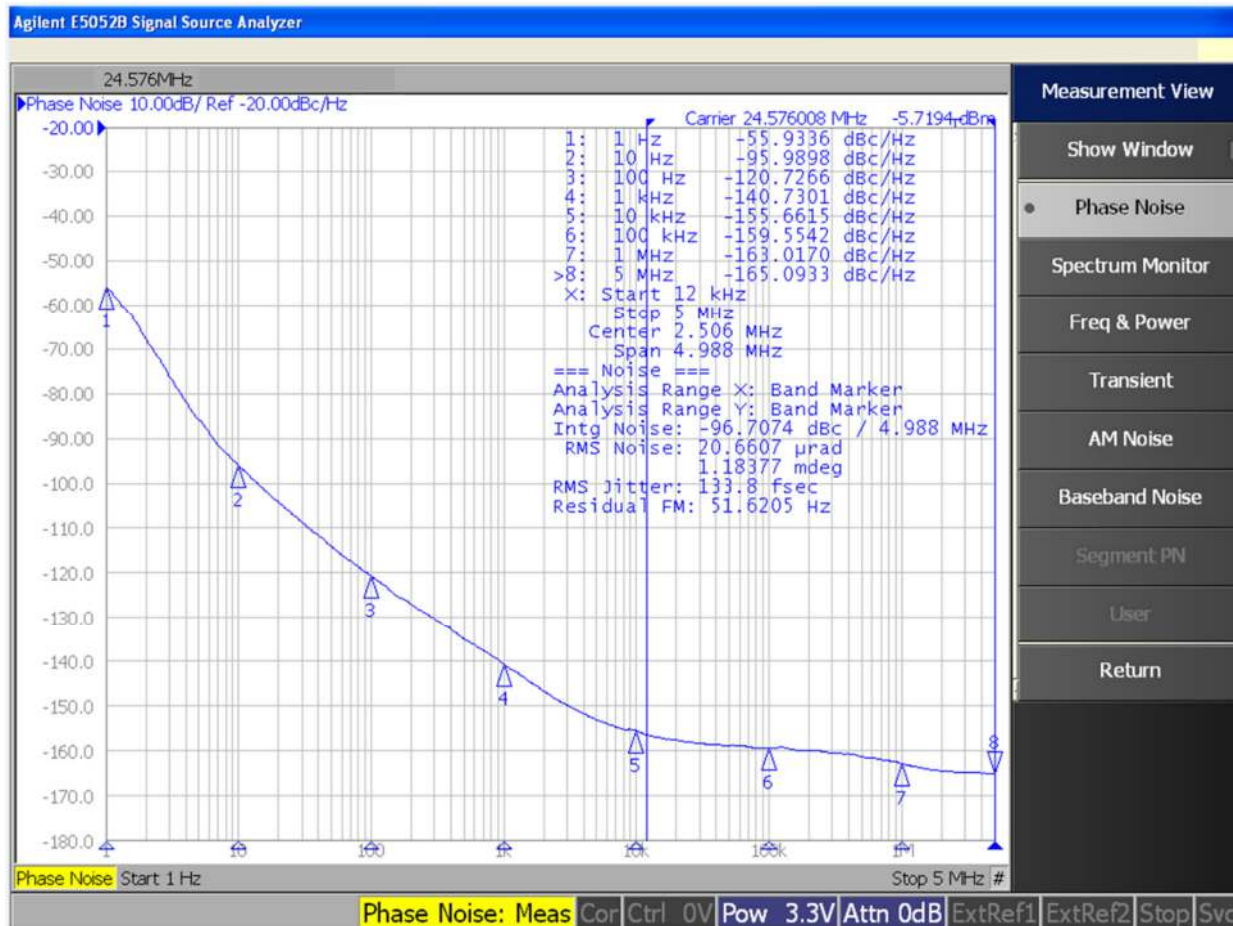 Agilent E5052B Signal Source Analyzer
24.576MHz
Phase Noise 10.00dB/ Ref -20.00dBc/Hz
Carrier 24.576008 MHz -5.7194 dBm
-20.00
-30.00
-40.00
-50.00
-60.00
-70.00
-80.00
-90.00
-100.0
-110.0
-120.0
-130.0
-140.0
-150.0
-160.0
-170.0
-180.0
1: 1 Hz -55.9336 dBc/Hz
2: 10 Hz -95.9898 dBc/Hz
3: 100 Hz -120.7266 dBc/Hz
4: 1 kHz -140.7301 dBc/Hz
5: 10 kHz -155.6615 dBc/Hz
6: 100 kHz -159.5542 dBc/Hz
7: 1 MHz -163.0170 dBc/Hz
>8: 5 MHz -165.0933 dBc/Hz
X: Start 12 kHz
Stop 5 MHz
Center 2.506 MHz
Span 4.988 MHz
=== Noise ===
Analysis Range X: Band Marker
Analysis Range Y: Band Marker
Intg Noise: -96.7074 dBc / 4.988 MHz
RMS Noise: 20.6607 µrad
1.18377 mdeg
RMS Jitter: 133.8 fsec
Residual FM: 51.6205 Hz
1
2
3
4
5
6
7
8
1 10 100 1k 10k 100k 1M
Phase Noise Start 1 Hz Stop 5 MHz #
Phase Noise: Meas Cor Ctrl 0V Pow 3.3V Attn 0dB ExtRef1 ExtRef2 Stop Svc
Measurement View
Show Window
Phase Noise
Spectrum Monitor
Freq & Power
Transient
AM Noise
Baseband Noise
Segment PN
User
Return